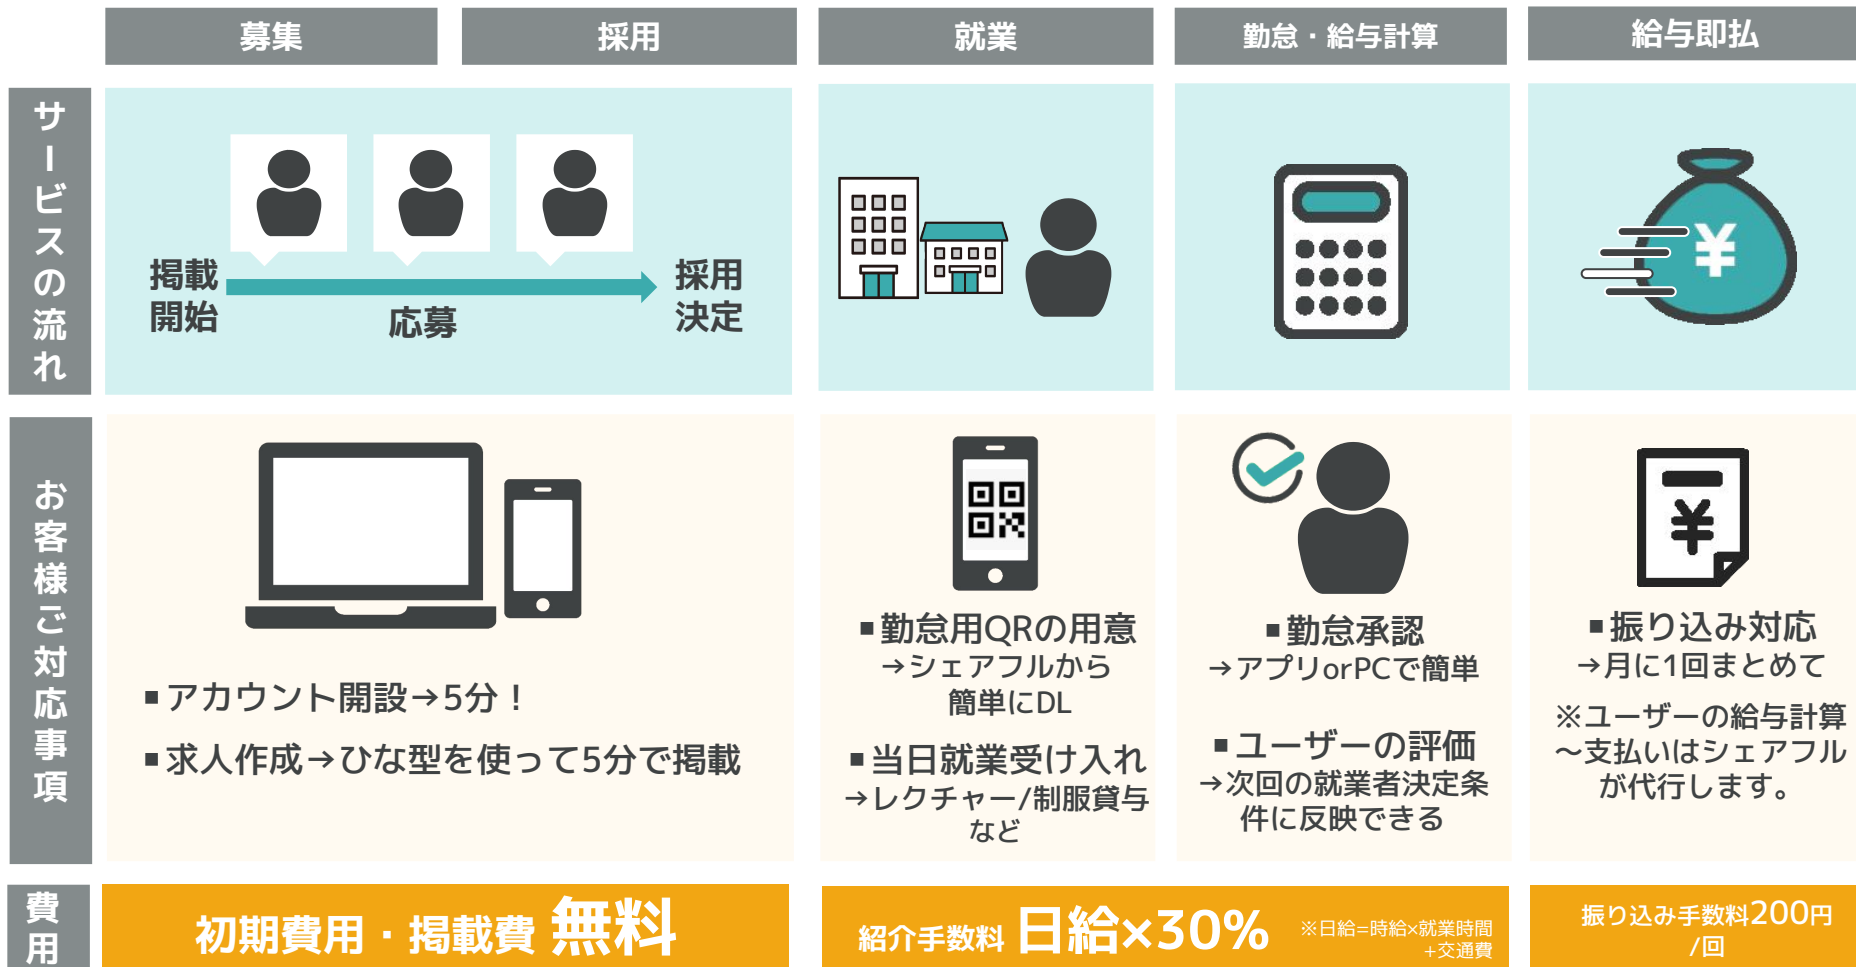 募集
採用
就業
勤怠・給与計算
給与即払
サービスの流れ
掲載
開始
応募
採用
決定
お客様ご対応事項
■アカウント開設→5分！
■求人作成→ひな型を使って5分で掲載
■勤怠用QRの用意
→シェアフルから
簡単にDL
■当日就業受け入れ
→レクチャー/制服貸与
など
■勤怠承認
→アプリorPCで簡単
■ユーザーの評価
→次回の就業者決定条
件に反映できる
■振り込み対応
→月に1回まとめて
※ユーザーの給与計算
～支払いはシェアフル
が代行します。
費用
初期費用・掲載費 無料
紹介手数料 日給×30%
※日給=時給×就業時間
+交通費
振り込み手数料200円
/回